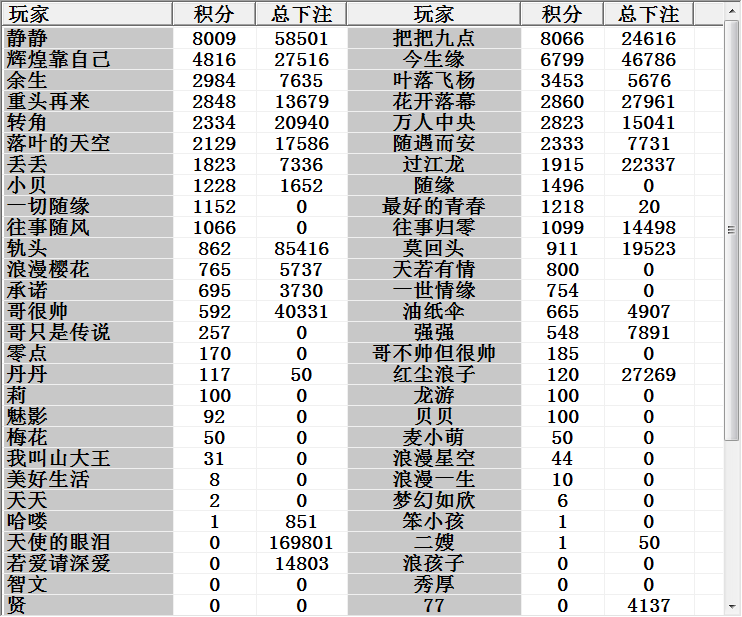 玩家 积分 总下注 玩家 积分 总下注
静静 8009 58501 把把九点 8066 24616
辉煌靠自己 4816 27516 今生缘 6799 46786
余生 2984 7635 叶落飞杨 3453 5676
重头再来 2848 13679 花开落幕 2860 27961
转角 2334 20940 万人中央 2823 15041
落叶的天空 2129 17586 随遇而安 2333 7731
丢丢 1823 7336 过江龙 1915 22337
小贝 1228 1652 随缘 1496 0
一切随缘 1152 0 最好的青春 1218 20
往事随风 1066 0 往事归零 1099 14498
轨头 862 85416 莫回头 911 19523
浪漫樱花 765 5737 天若有情 800 0
承诺 695 3730 一世情缘 754 0
哥很帅 592 40331 油纸伞 665 4907
哥只是传说 257 0 强强 548 7891
零点 170 0 哥不帅但很帅 185 0
丹丹 117 50 红尘浪子 120 27269
莉 100 0 龙游 100 0
魅影 92 0 贝贝 100 0
梅花 50 0 麦小萌 50 0
我叫山大王 31 0 浪漫星空 44 0
美好生活 8 0 浪漫一生 10 0
天天 2 0 梦幻如欣 6 0
哈喽 1 851 笨小孩 1 0
天使的眼泪 0 169801 二嫂 1 50
若爱请深爱 0 14803 浪孩子 0 0
智文 0 0 秀厚 0 0
贤 0 0 77 0 4137